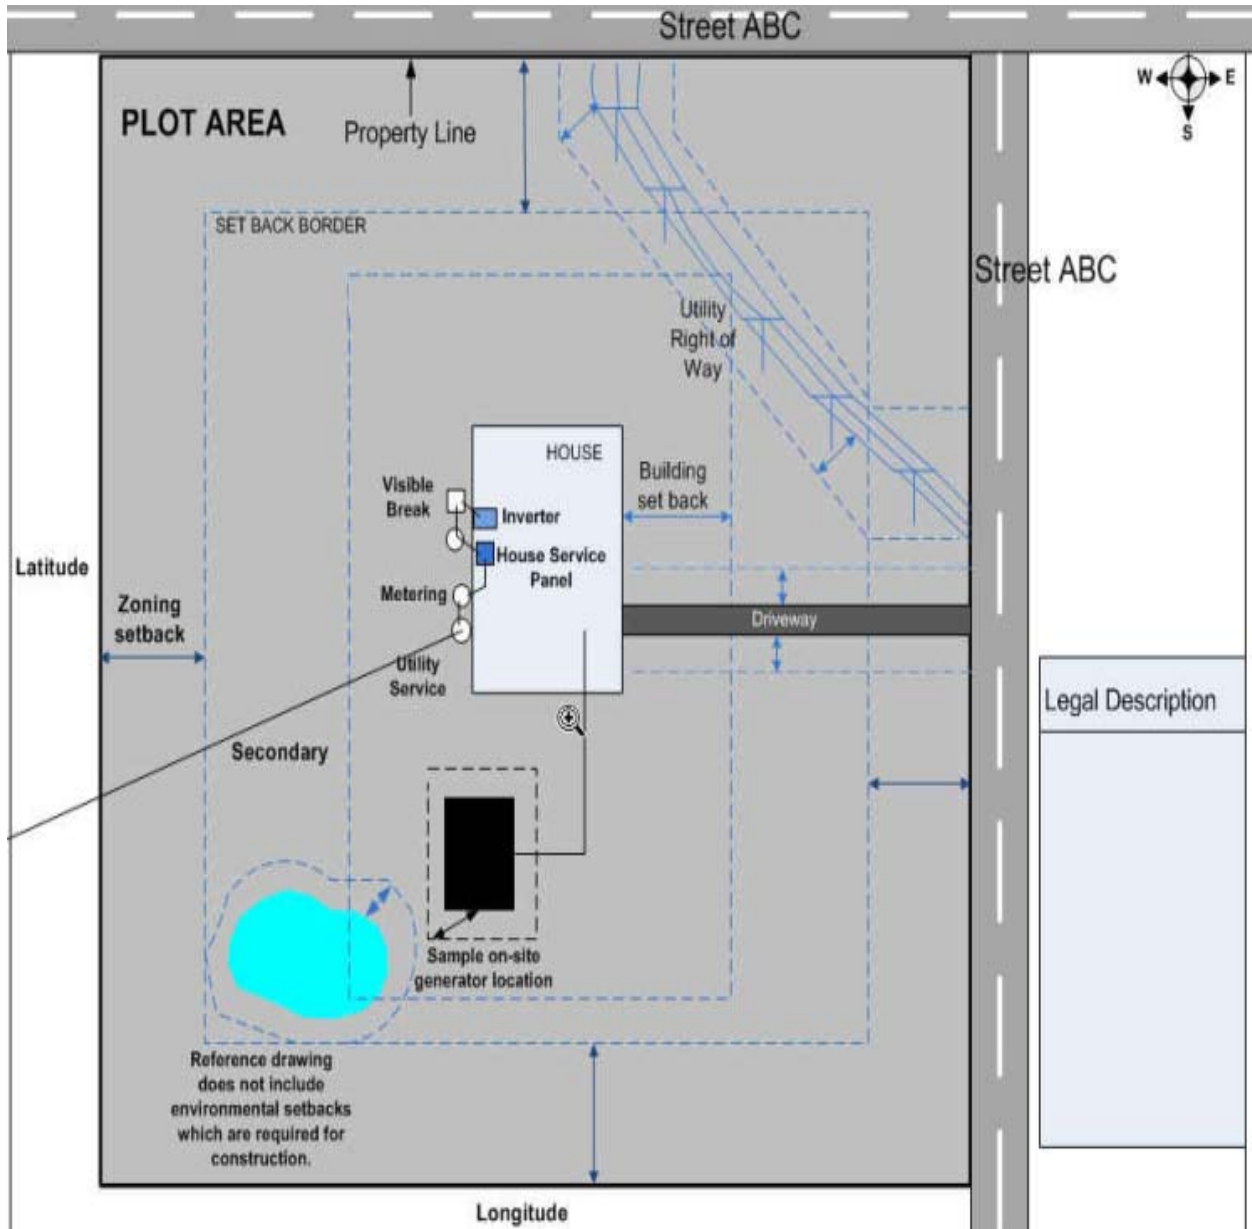 Street ABC
W
E
S
PLOT AREA
Property Line
SET BACK BORDER
Street ABC
Utility
Right of
Way
HOUSE
Building
set back
Visible
Break
Inverter
House Service
Panel
Latitude
Metering
Zoning
setback
Driveway
Utility
Service
Legal Description
Secondary
Sample on-site
generator location
Reference drawing
does not include
environmental setbacks
which are required for
construction.
Longitude